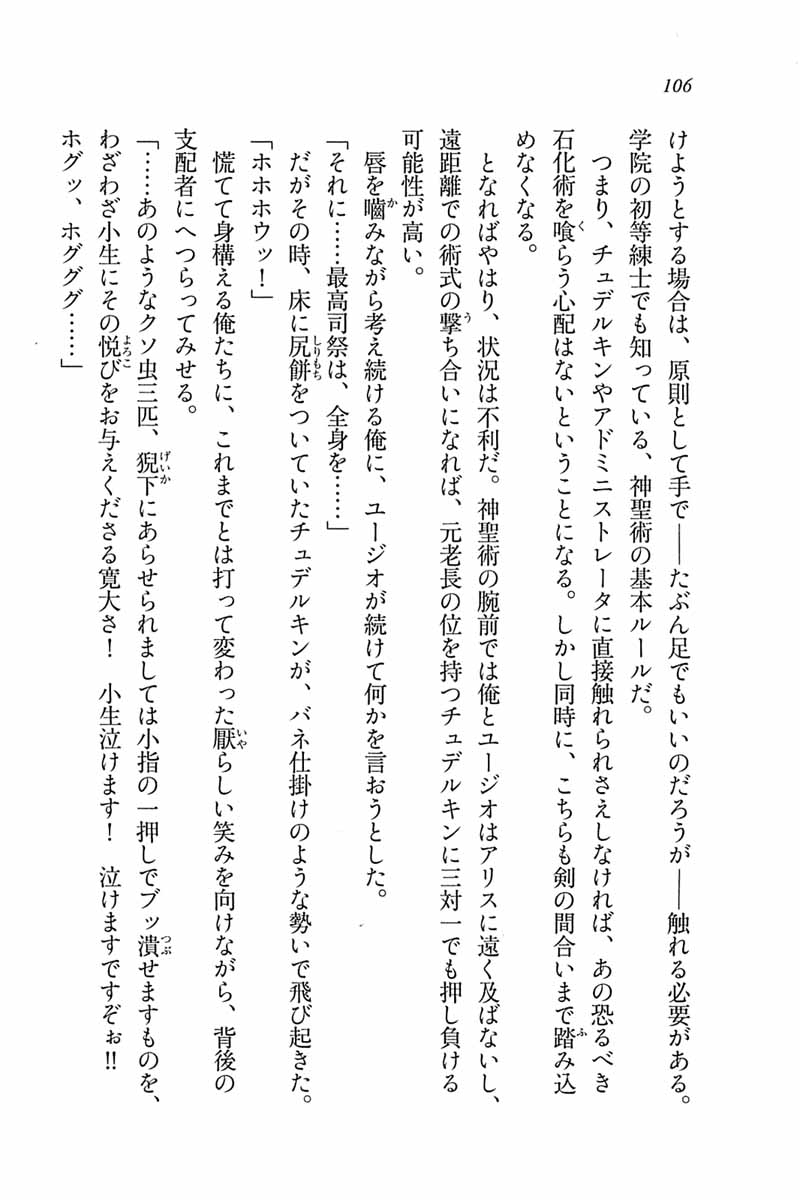 106
けようとする場合は、原則として手で――たぶん足でもいいのだろうが――触れる必要がある。
学院の初等練士でも知っている、神聖術の基本ルールだ。
　つまり、チュデルキンやアドミニストレータに直接触れられさえしなければ、あの恐るべき
石化術を喰らう心配はないということになる。しかし同時に、こちらも剣の間合いまで踏み込
めなくなる。
　となればやはり、状況は不利だ。神聖術の腕前では俺とユージオはアリスに遠く及ばないし、
遠距離での術式の撃ち合いになれば、元老長の位を持つチュデルキンに三対一でも押し負ける
可能性が高い。
　唇を嚙みながら考え続ける俺に、ユージオが続けて何かを言おうとした。
「それに……最高司祭は、全身を……」
　だがその時、床に尻餅をついていたチュデルキンが、バネ仕掛けのような勢いで飛び起きた。
「ホホホウッ！」
　慌てて身構える俺たちに、これまでとは打って変わった厭らしい笑みを向けながら、背後の
支配者にへつらってみせる。
「……あのようなクソ虫三匹、猊下にあらせられましては小指の一押しでブッ潰せますものを、
わざわざ小生にその悦びをお与えくださる寛大さ！　小生泣けます！　泣けますですぞぉ!!
ホグッ、ホグググ……」